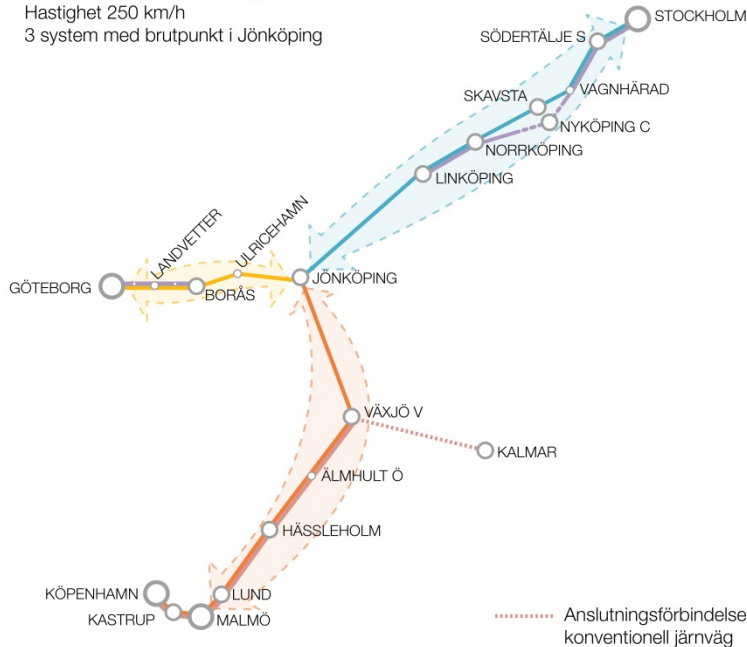 Hastighet 250 km/h
3 system med brutpunkt i Jönköping
STOCKHOLM
SÖDERTÄLJE S
VAGNHÄRAD
SKAVSTA
NYKÖPING C
NORRKÖPING
LINKÖPING
ULRICEHAMN
LANDVETTER
GÖTEBORG
BORÅS
JÖNKÖPING
VÄXJÖ V
KALMAR
ÄLMHULT Ö
HÄSSLEHOLM
KÖPENHAMN
LUND
KASTRUP
MALMÖ
Anslutningsförbindelse
konventionell järnväg